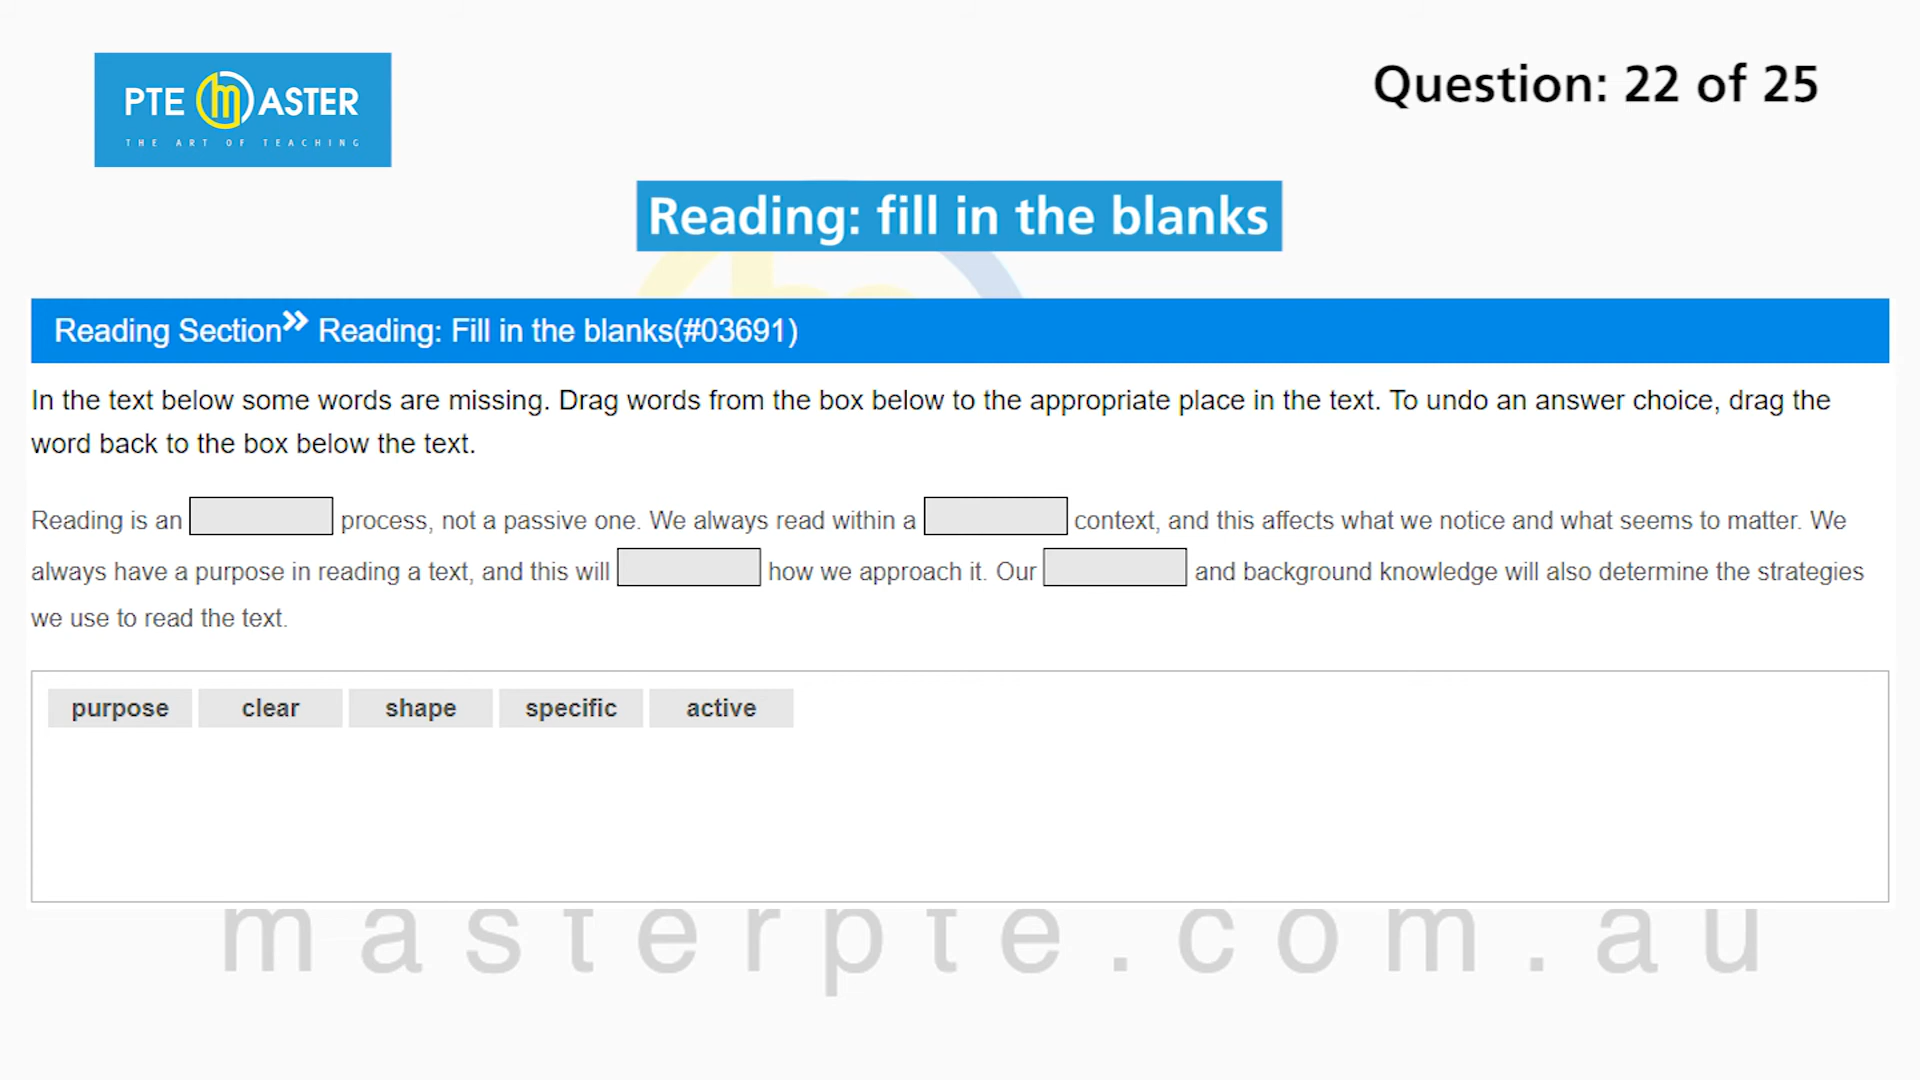 PTE MASTER
THE ART OF TEACHING
Question: 22 of 25
Reading: fill in the blanks
Reading Section» Reading: Fill in the blanks(#03691)
In the text below some words are missing. Drag words from the box below to the appropriate place in the text. To undo an answer choice, drag the
word back to the box below the text.
Reading is an process, not a passive one. We always read within a context, and this affects what we notice and what seems to matter. We
always have a purpose in reading a text, and this will how we approach it. Our and background knowledge will also determine the strategies
we use to read the text.
purpose clear shape specific active
masterpte.com.au